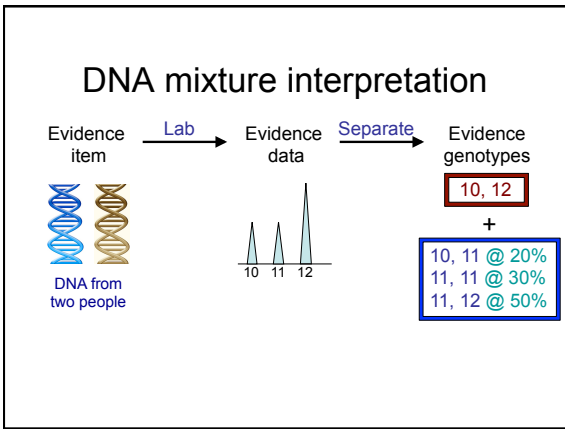 DNA mixture interpretation
Evidence item
Lab
Evidence data
Separate
Evidence genotypes
DNA from two people
10 11 12
10, 12
+
10, 11 @ 20%
11, 11 @ 30%
11, 12 @ 50%